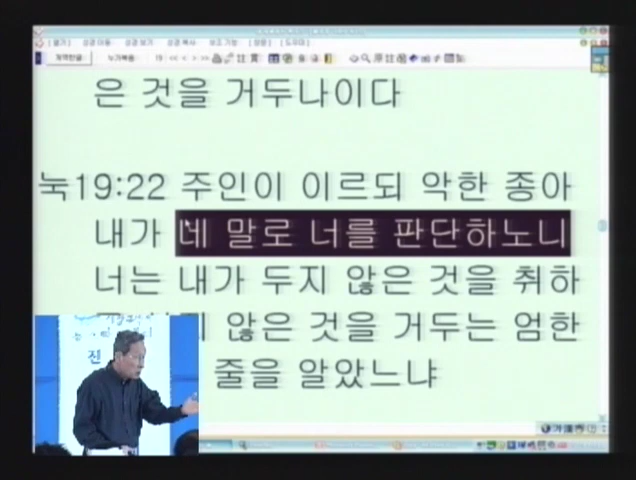 은 것을 거두나이다
눅19:22 주인이 이르되 악한 종아
내가 네 말로 너를 판단하노니
너는 내가 두지 않은 것을 취하
않은 것을 거두는 엄한
줄을 알았느냐
진